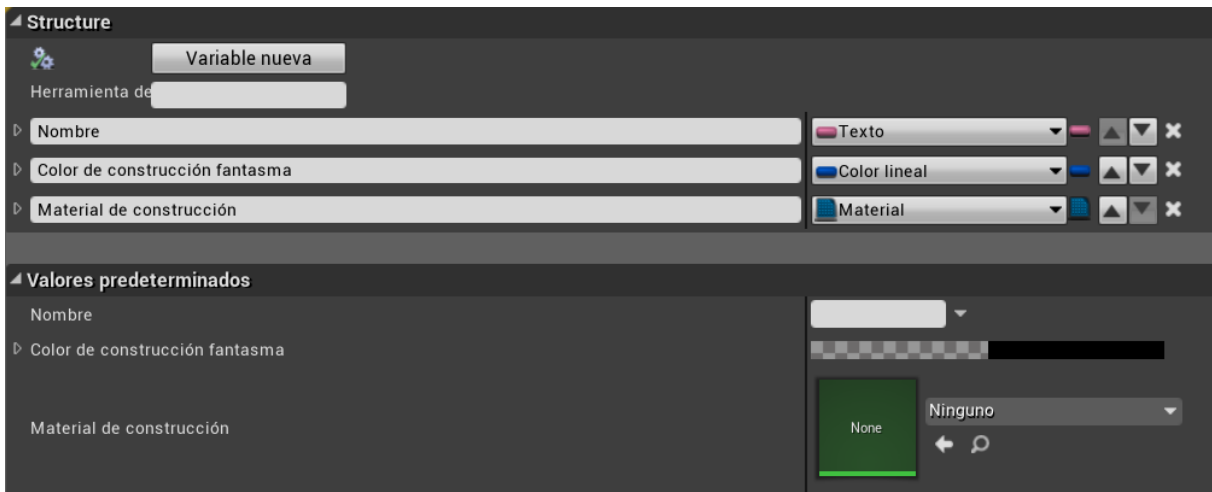 Structure
Variable nueva
Herramienta de
Nombre Texto
Color de construcción fantasma Color lineal
Material de construcción Material
Valores predeterminados
Nombre
Color de construcción fantasma
Material de construcción None Ninguno